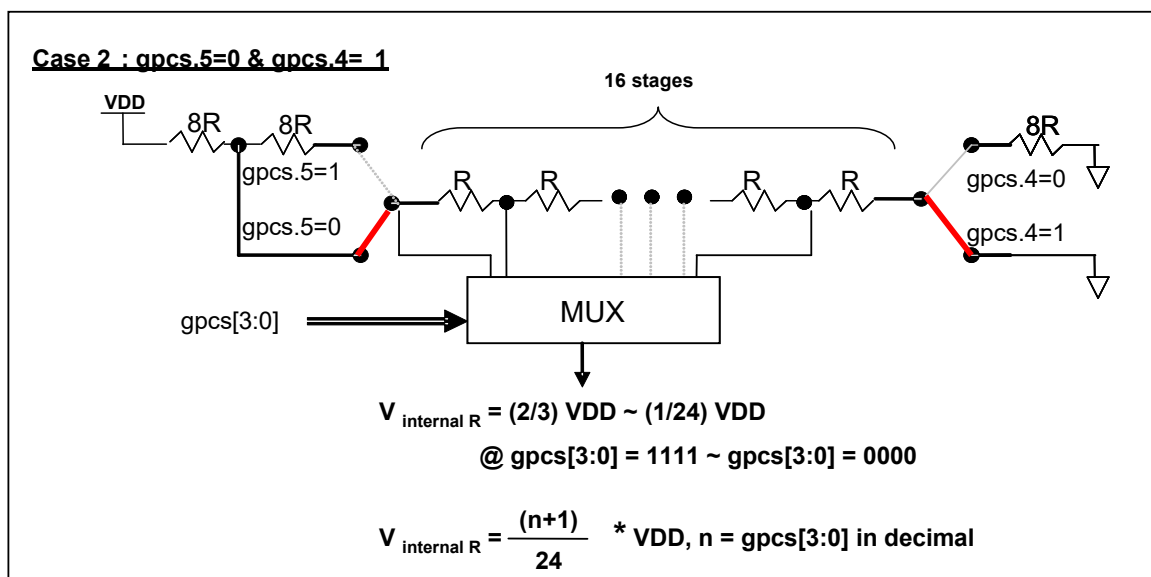 Case 2 : gpcs.5=0 & gpcs.4= 1
16 stages
VDD
8R
8R
8R
gpcs.5=1
R
R
R
R
gpcs.4=0
gpcs.5=0
gpcs.4=1
gpcs[3:0]
MUX
V internal R = (2/3) VDD ~ (1/24) VDD
@ gpcs[3:0] = 1111 ~ gpcs[3:0] = 0000
V internal R = (n+1) / 24 * VDD, n = gpcs[3:0] in decimal